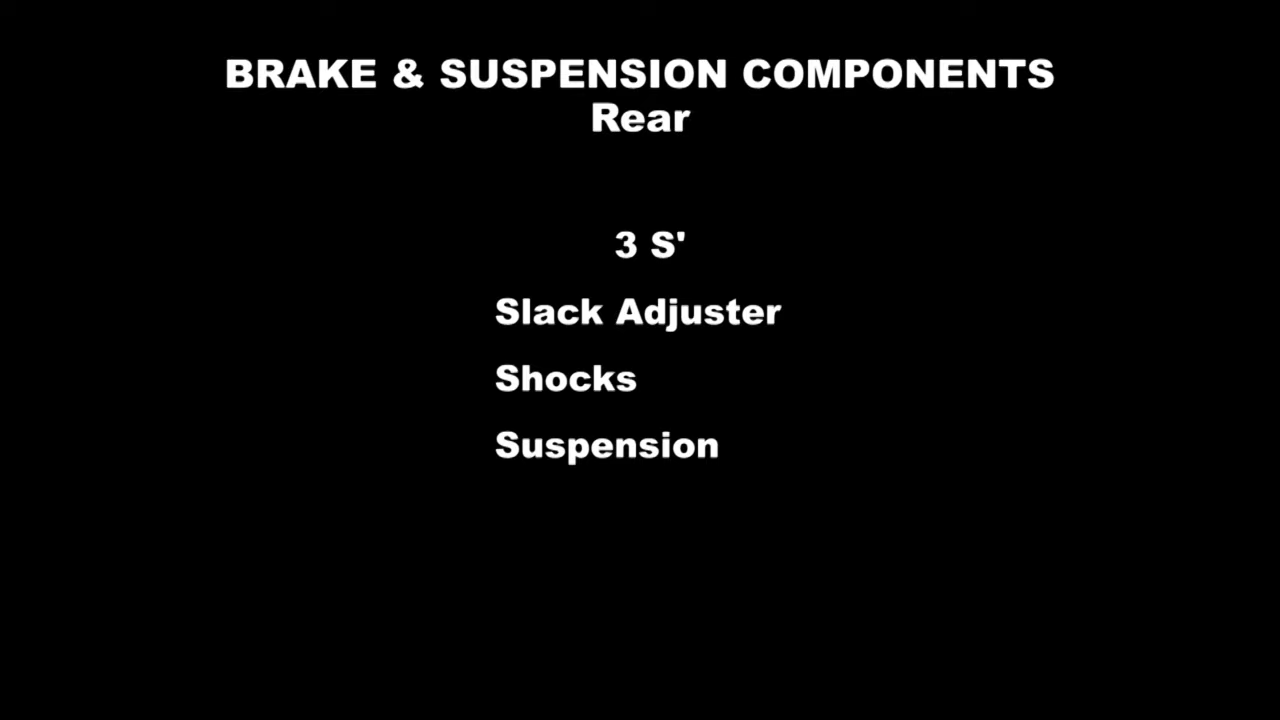 BRAKE & SUSPENSION COMPONENTS
Rear
3 S'
Slack Adjuster
Shocks
Suspension